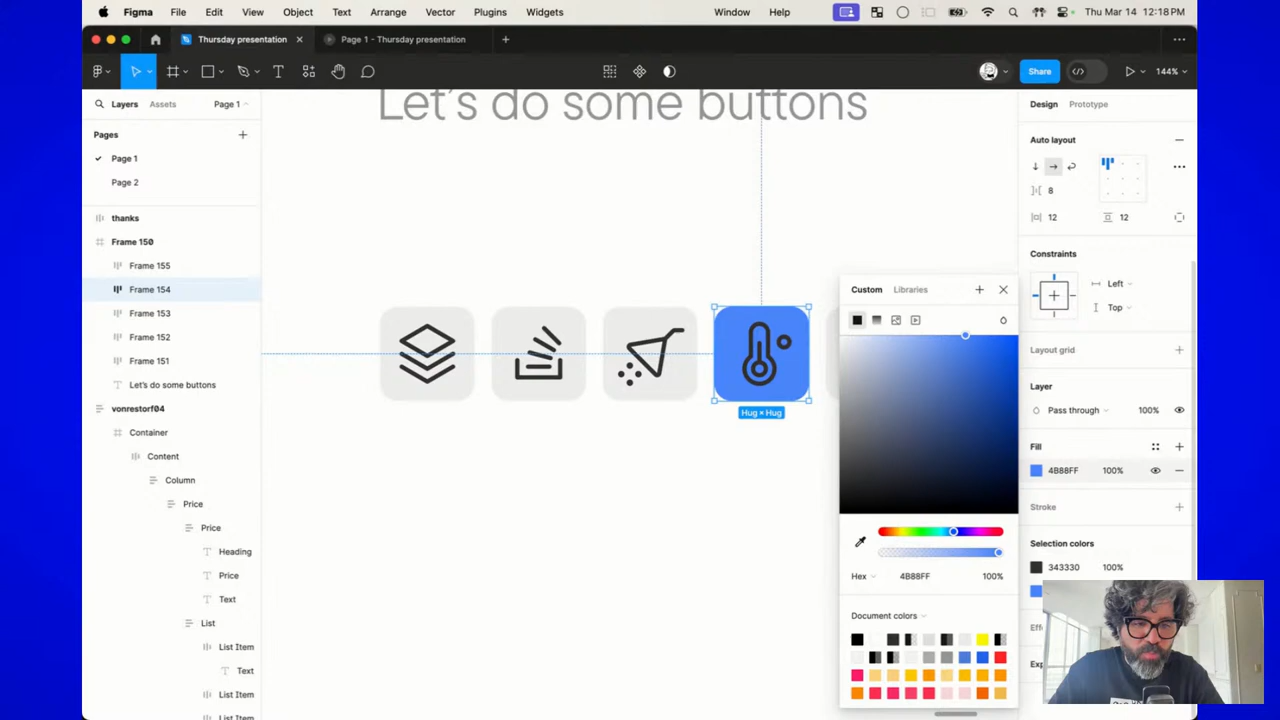 Figma File Edit View Object Text Arrange Vector Plugins Widgets Window Help Thu Mar 14 12:18 PM
Thursday presentation Page 1 - Thursday presentation
Share 144%
Layers Assets Page 1
Let's do some buttons
Design Prototype
Pages
Page 1
Page 2
thanks
Frame 150
Frame 155
Frame 154
Frame 153
Frame 152
Frame 151
Let's do some buttons
vonrestorf04
Container
Content
Column
Price
Price
Heading
Price
Text
List
List Item
Text
List Item
List Item
Hug × Hug
Custom Libraries
Hex 4B88FF 100%
Document colors
Auto layout
8
12 12
Constraints
Left
Top
Layout grid
Layer
Pass through 100%
Fill
4B88FF 100%
Stroke
Selection colors
343330 100%